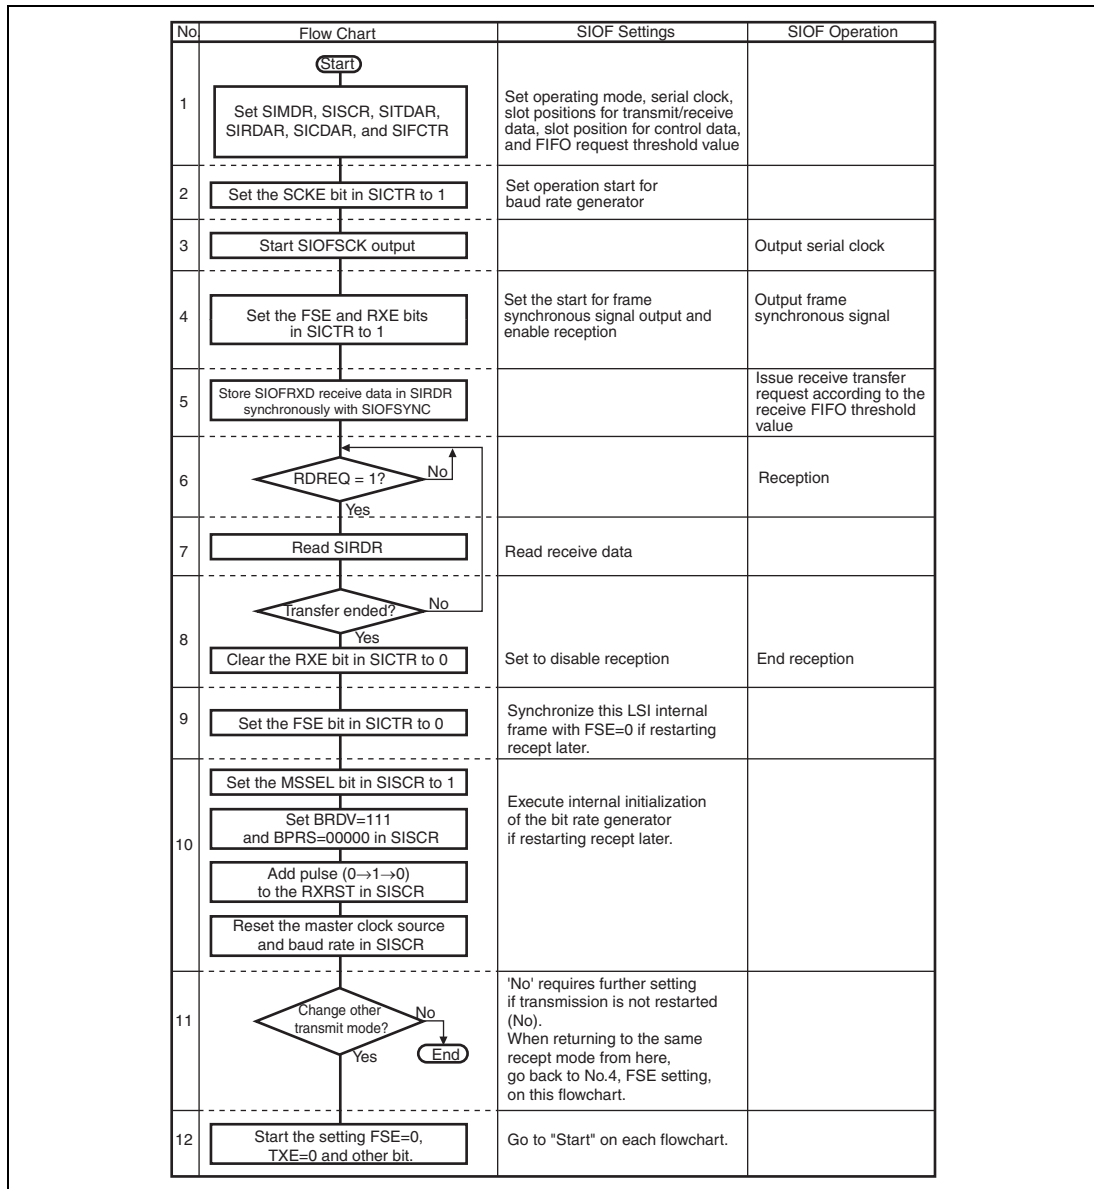 No.
Flow Chart
SIOF Settings
SIOF Operation
Start
1
Set SIMDR, SISCR, SITDAR,
SIRDAR, SICDAR, and SIFCTR
Set operating mode, serial clock,
slot positions for transmit/receive
data, slot position for control data,
and FIFO request threshold value
2
Set the SCKE bit in SICTR to 1
Set operation start for
baud rate generator
3
Start SIOFSCK output
Output serial clock
4
Set the FSE and RXE bits
in SICTR to 1
Set the start for frame
synchronous signal output and
enable reception
Output frame
synchronous signal
5
Store SIOFRXD receive data in SIRDR
synchronously with SIOFSYNC
Issue receive transfer
request according to the
receive FIFO threshold
value
6
RDREQ = 1?
No
Yes
Reception
7
Read SIRDR
Read receive data
8
Transfer ended?
No
Yes
Clear the RXE bit in SICTR to 0
Set to disable reception
End reception
9
Set the FSE bit in SICTR to 0
Synchronize this LSI internal
frame with FSE=0 if restarting
recept later.
10
Set the MSSEL bit in SISCR to 1
Set BRDV=111
and BPRS=00000 in SISCR
Add pulse (0→1→0)
to the RXRST in SISCR
Reset the master clock source
and baud rate in SISCR
Execute internal initialization
of the bit rate generator
if restarting recept later.
11
Change other
transmit mode?
No
End
Yes
'No' requires further setting
if transmission is not restarted
(No).
When returning to the same
recept mode from here,
go back to No.4, FSE setting,
on this flowchart.
12
Start the setting FSE=0,
TXE=0 and other bit.
Go to "Start" on each flowchart.